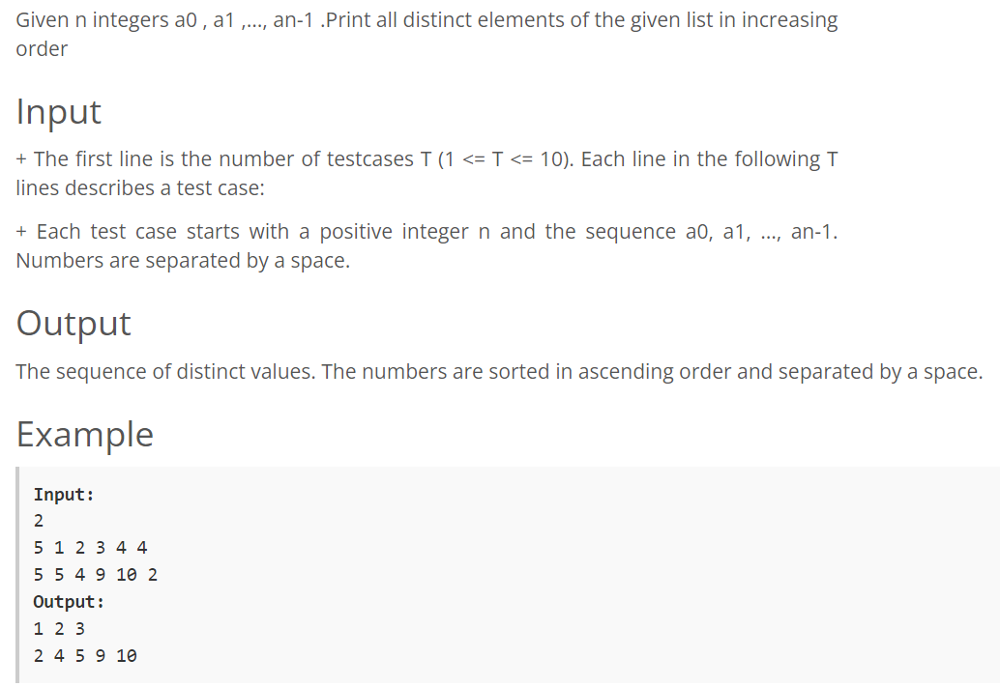 Given n integers a0 , a1 ,..., an-1 .Print all distinct elements of the given list in increasing
order
Input
+ The first line is the number of testcases T (1 <= T <= 10). Each line in the following T
lines describes a test case:
+ Each test case starts with a positive integer n and the sequence a0, a1, ..., an-1.
Numbers are separated by a space.
Output
The sequence of distinct values. The numbers are sorted in ascending order and separated by a space.
Example
Input:
2
5 1 2 3 4 4
5 5 4 9 10 2
Output:
1 2 3
2 4 5 9 10